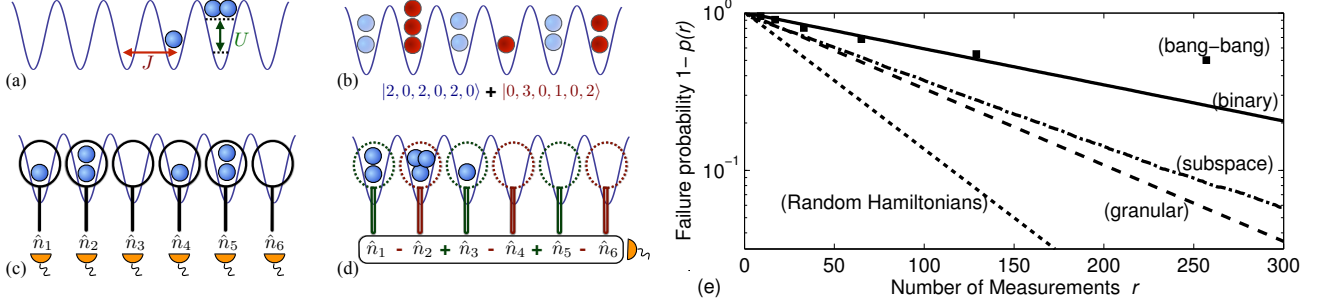 U
J
(a)
|2,0,2,0,2,0⟩ + |0,3,0,1,0,2⟩
(b)
n̂₁ n̂₂ n̂₃ n̂₄ n̂₅ n̂₆
(c)
n̂₁ - n̂₂ + n̂₃ - n̂₄ + n̂₅ - n̂₆
(d)
Failure probability 1− p(r)
10⁰
10⁻¹
(bang−bang)
(binary)
(subspace)
(granular)
(Random Hamiltonians)
0 50 100 150 200 250 300
Number of Measurements r
(e)